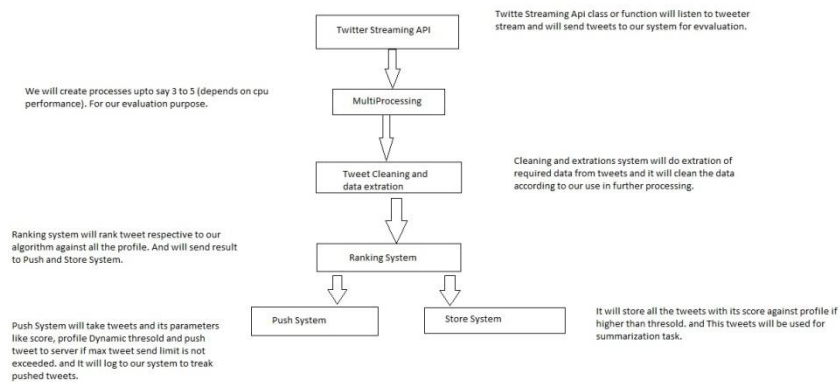 Twitter Streaming API
Twitte Streaming Api class or function will listen to tweeter
stream and will send tweets to our system for evvaluation.
We will create processes upto say 3 to 5 (depends on cpu
performance). For our evaluation purpose.
MultiProcessing
Tweet Cleaning and
data extration
Cleaning and extrations system will do extration of
required data from tweets and it will clean the data
according to our use in further processing.
Ranking system will rank tweet respective to our
algorithm against all the profile. And will send result
to Push and Store System.
Ranking System
Push System
Store System
Push System will take tweets and its parameters
like score, profile Dynamic thresold and push
tweet to server if max tweet send limit is not
exceeded. and It will log to our system to treak
pushed tweets.
It will store all the tweets with its score against profile if
higher than thresold. and This tweets will be used for
summarization task.